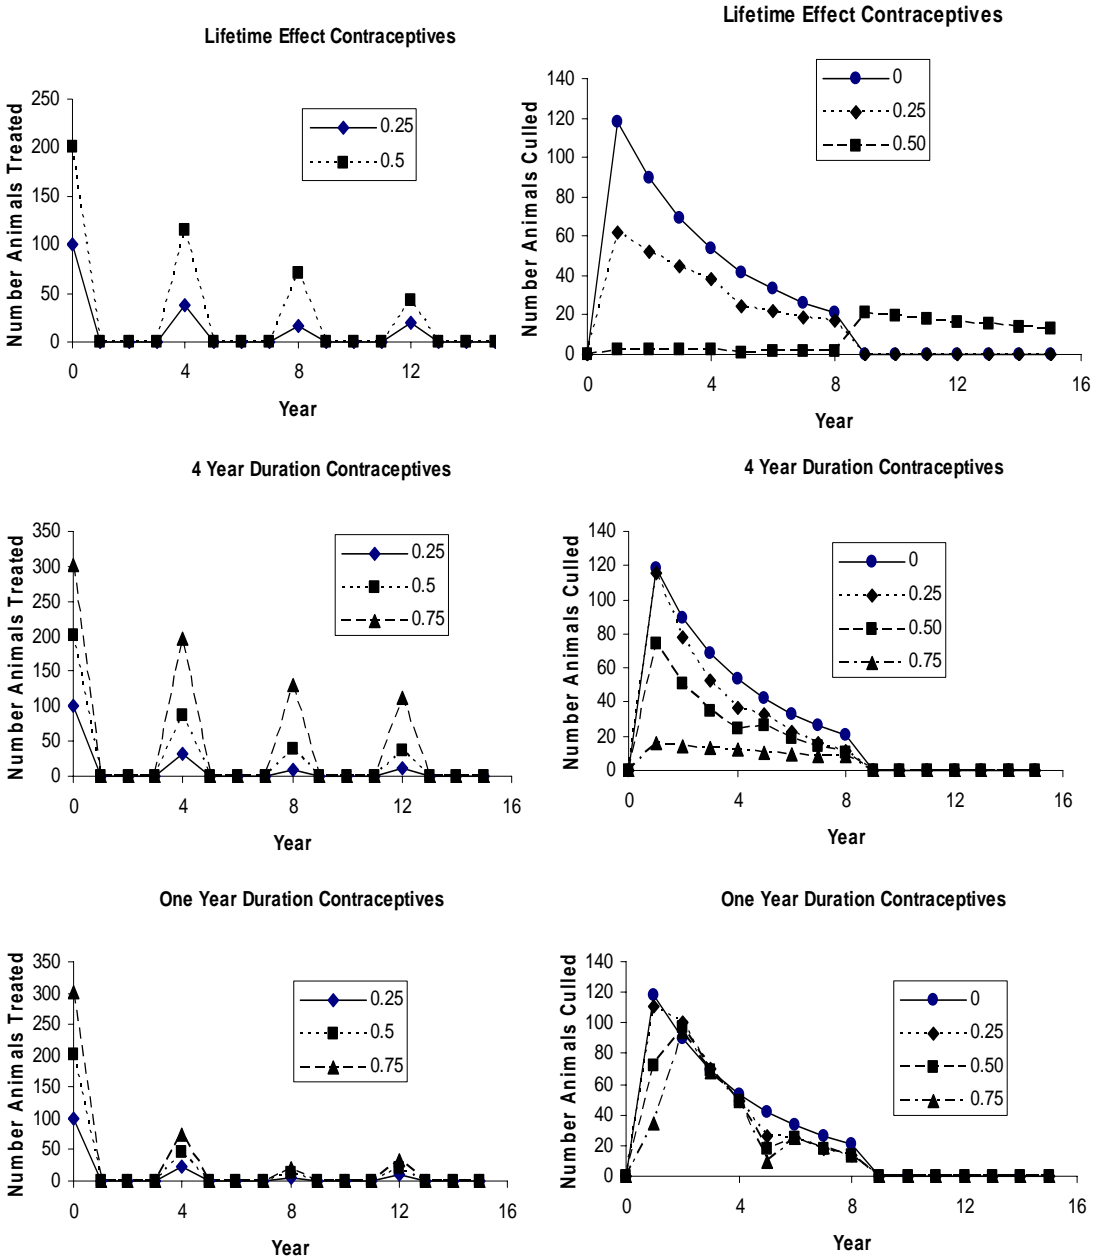 Lifetime Effect Contraceptives
250
200
150
100
50
0
0 4 8 12
Number Animals Treated
Year
0.25
0.5
Lifetime Effect Contraceptives
140
120
100
80
60
40
20
0
0 4 8 12 16
Number Animals Culled
Year
0
0.25
0.50
4 Year Duration Contraceptives
350
300
250
200
150
100
50
0
0 4 8 12 16
Number Animals Treated
Year
0.25
0.5
0.75
4 Year Duration Contraceptives
140
120
100
80
60
40
20
0
0 4 8 12 16
Number Animals Culled
Year
0
0.25
0.50
0.75
One Year Duration Contraceptives
350
300
250
200
150
100
50
0
0 4 8 12 16
Number Animals Treated
Year
0.25
0.5
0.75
One Year Duration Contraceptives
140
120
100
80
60
40
20
0
0 4 8 12 16
Number Animals Culled
Year
0
0.25
0.50
0.75